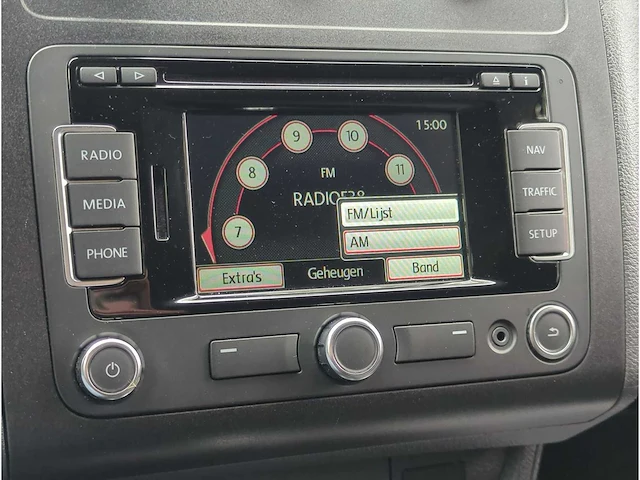 RADIO
MEDIA
PHONE
NAV
TRAFFIC
SETUP
15:00
7
8
9
10
11
FM
RADIO538
FM/Lijst
AM
Extra's
Geheugen
Band
i